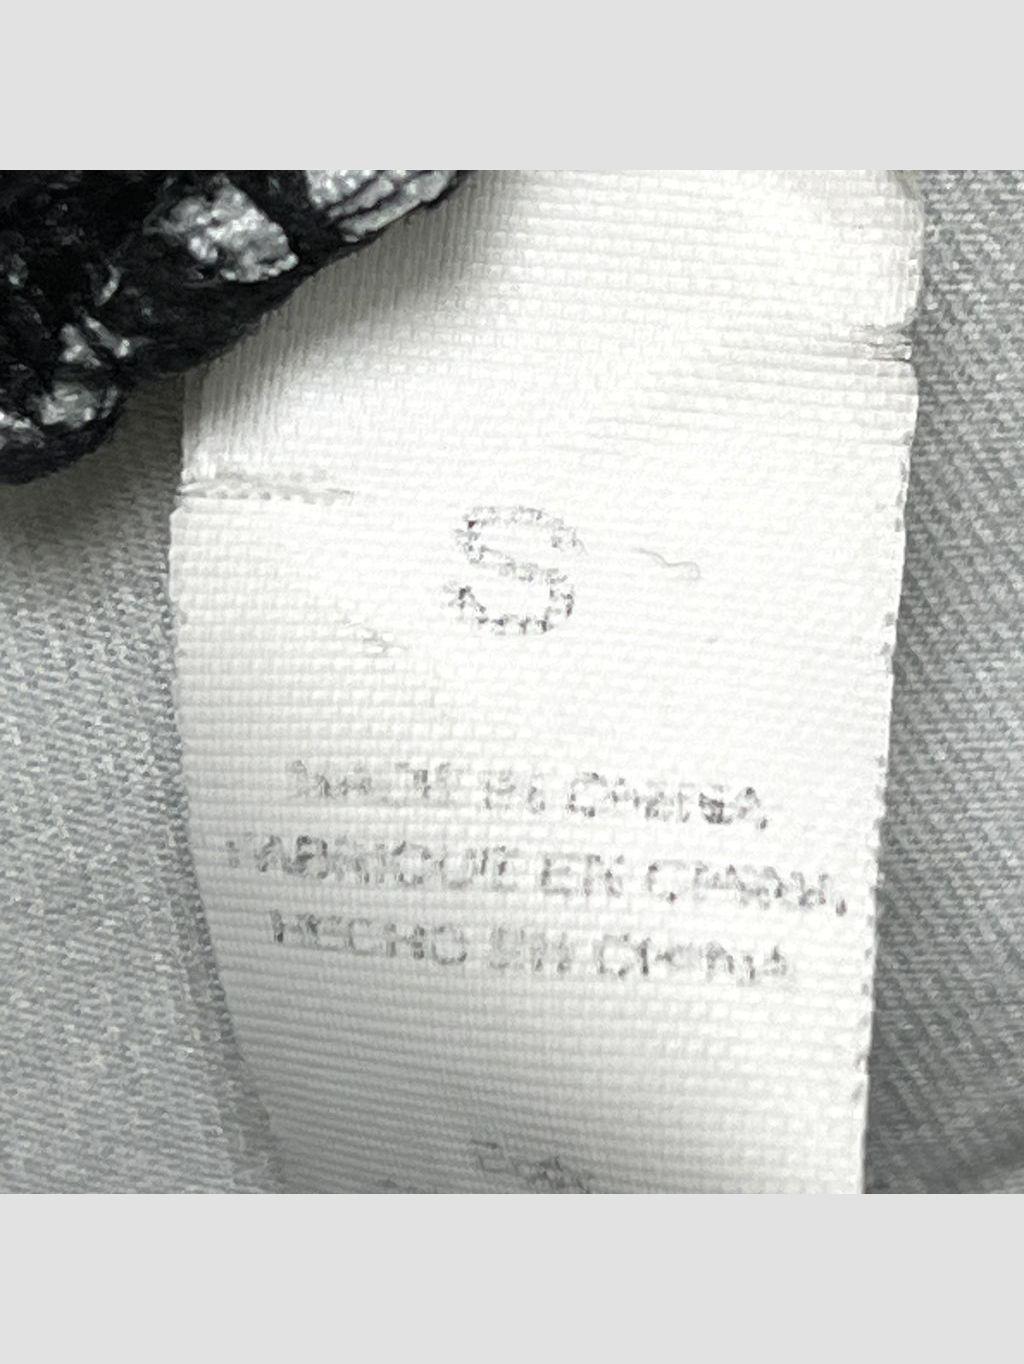 S
MADE IN CHINA
FABRIQUE EN CHINE
HECHO EN CHINA